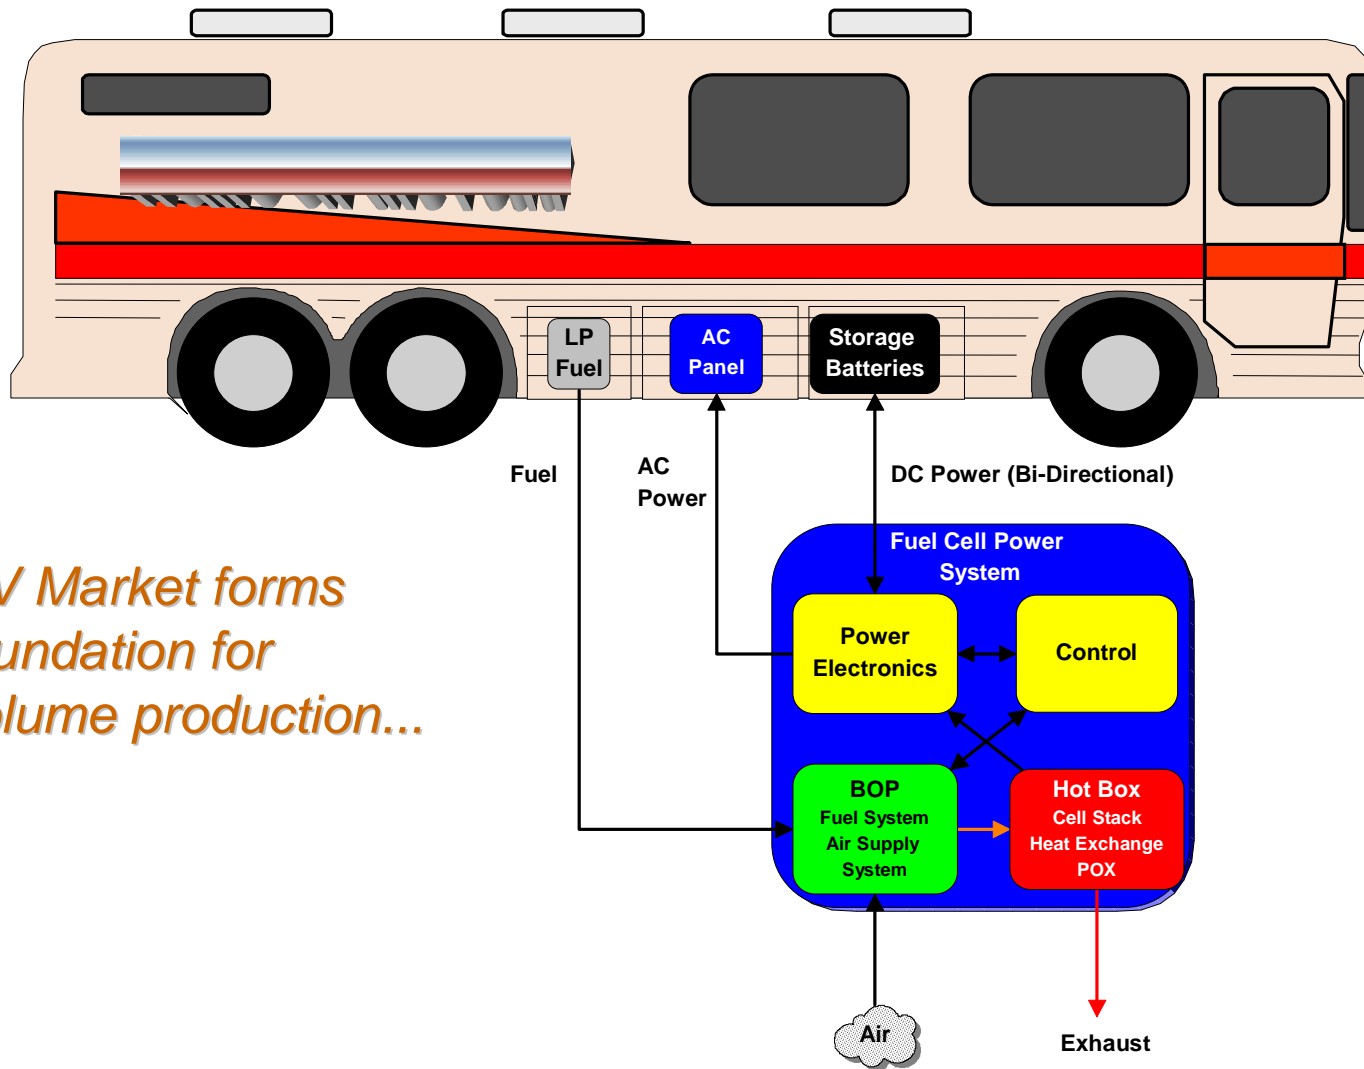 LP
Fuel
AC
Panel
Storage
Batteries
Fuel
AC
Power
DC Power (Bi-Directional)
Fuel Cell Power
System
V Market forms
undation for
olume production...
Power
Electronics
Control
BOP
Fuel System
Air Supply
System
Hot Box
Cell Stack
Heat Exchange
POX
Air
Exhaust